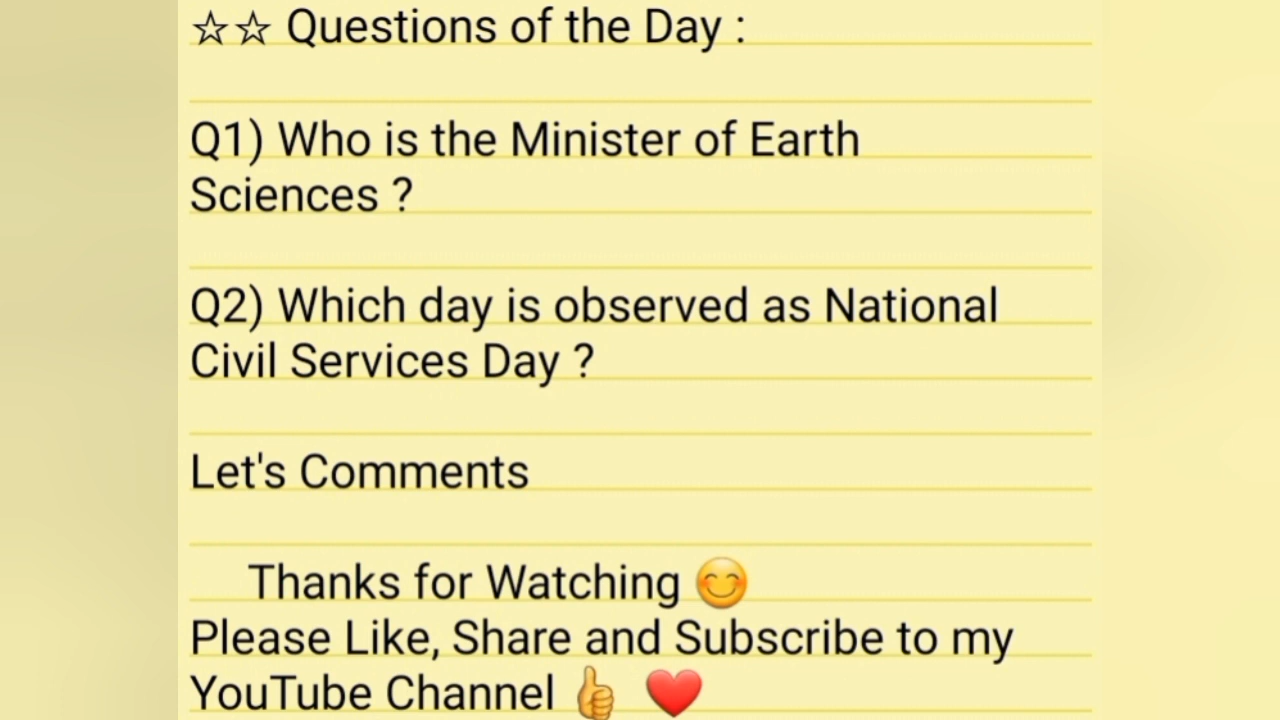 ☆☆ Questions of the Day :
Q1) Who is the Minister of Earth
Sciences ?
Q2) Which day is observed as National
Civil Services Day ?
Let's Comments
Thanks for Watching 😊
Please Like, Share and Subscribe to my
YouTube Channel 👍 ❤️